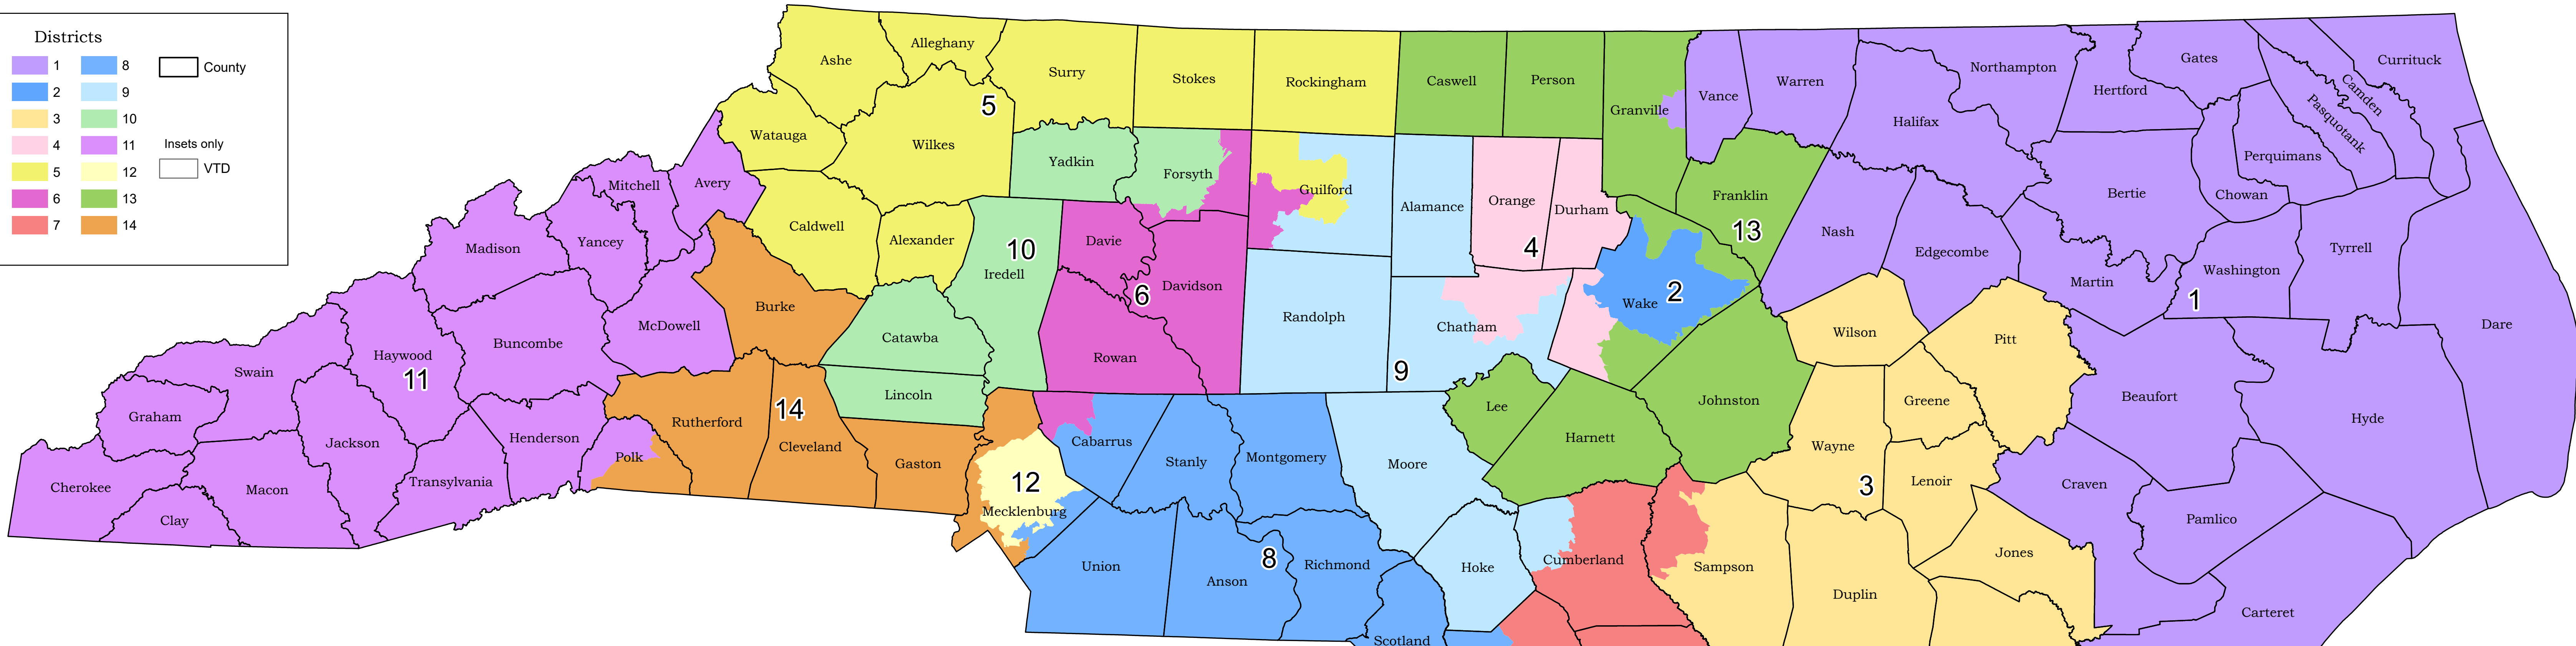 Districts
1 8 County
2 9
3 10
4 11 Insets only
5 12 VTD
6 13
7 14
Alleghany
Ashe
Surry
Stokes
Rockingham
Caswell
Person
Granville
Vance
Warren
Northampton
Halifax
Hertford
Gates
Camden
Pasquotank
Currituck
Perquimans
Chowan
Bertie
5
Watauga
Wilkes
Yadkin
Forsyth
Guilford
Alamance
Orange
Durham
4
Franklin
13
Nash
Edgecombe
Martin
Washington
Tyrrell
1
Dare
Avery
Mitchell
Yancey
Madison
Caldwell
Alexander
10
Iredell
Davie
6
Davidson
Randolph
Chatham
9
Wake
2
Wilson
Pitt
Burke
McDowell
Buncombe
Haywood
11
Swain
Graham
Jackson
Catawba
Lincoln
Rowan
Lee
Harnett
Johnston
Wayne
Greene
3
Lenoir
Beaufort
Hyde
Craven
Pamlico
Rutherford
14
Cleveland
Gaston
Polk
Henderson
Transylvania
Macon
Cherokee
Clay
12
Mecklenburg
Cabarrus
Stanly
Montgomery
Moore
Union
Anson
8
Richmond
Scotland
Hoke
Cumberland
Sampson
Duplin
Jones
Carteret